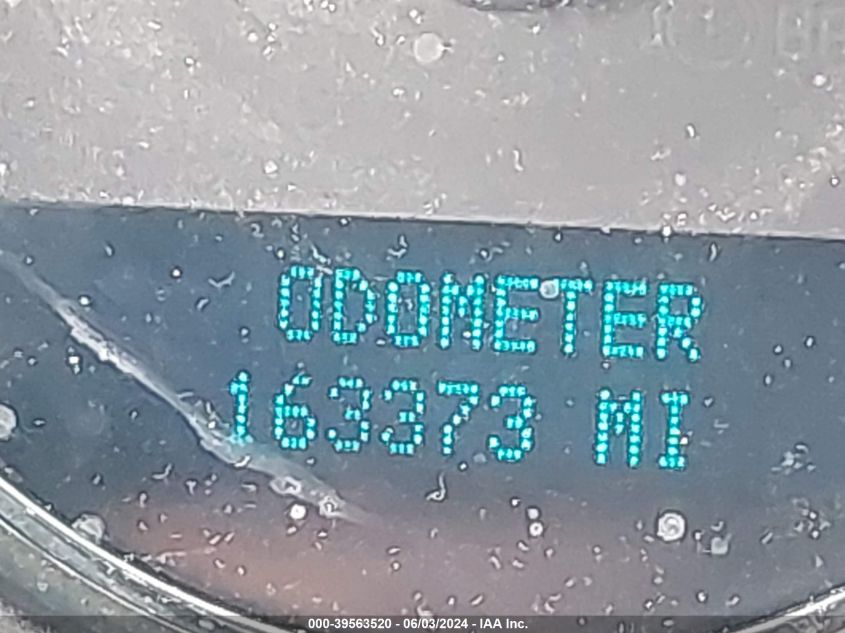 ODOMETER
163373 MI
000-39563520 - 06/03/2024 - IAA Inc.